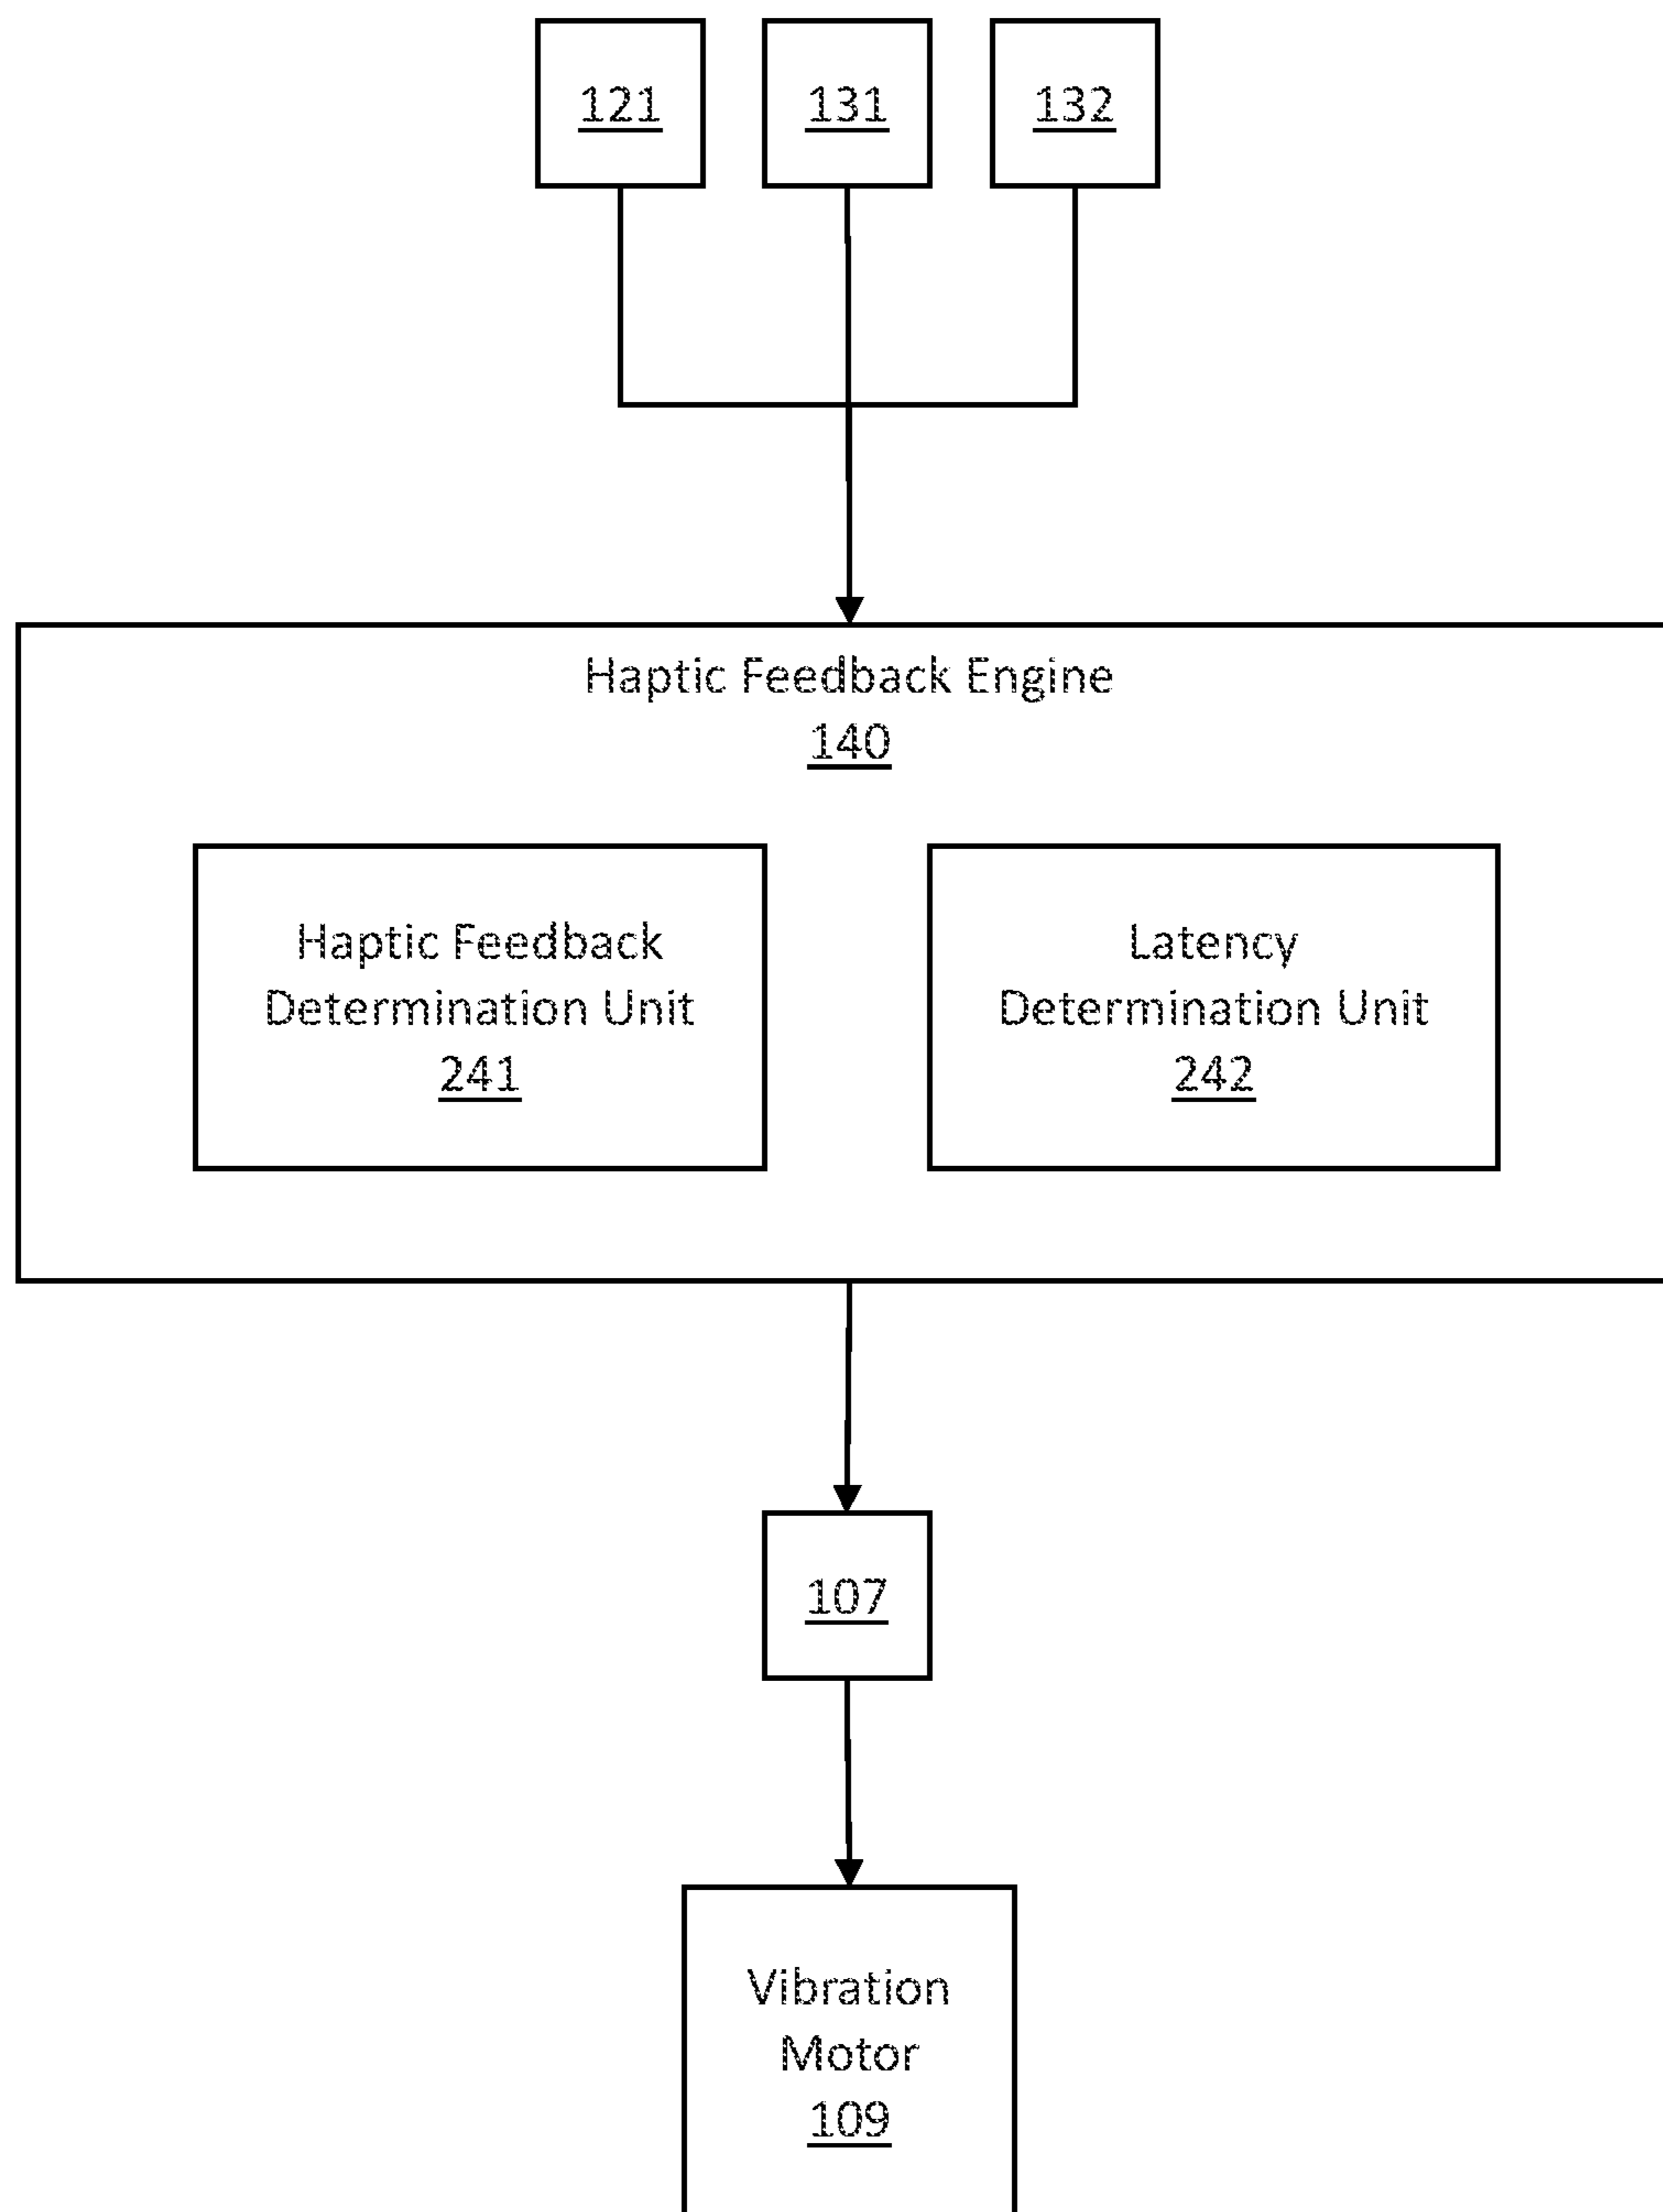 121 131 132
Haptic Feedback Engine
140
Haptic Feedback
Determination Unit
241
Latency
Determination Unit
242
107
Vibration
Motor
109